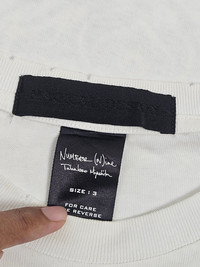 NUMBER (N)INE
Takahiro Miyashita
SIZE : 3
FOR CARE
REVERSE